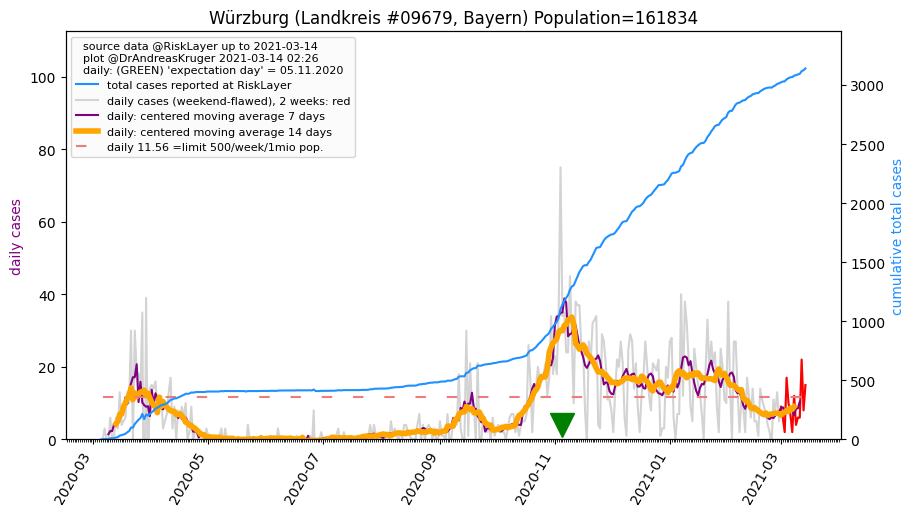 Würzburg (Landkreis #09679, Bayern) Population=161834
source data @RiskLayer up to 2021-03-14
plot @DrAndreasKruger 2021-03-14 02:26
daily: (GREEN) 'expectation day' = 05.11.2020
total cases reported at RiskLayer
daily cases (weekend-flawed), 2 weeks: red
daily: centered moving average 7 days
daily: centered moving average 14 days
daily 11.56 =limit 500/week/1mio pop.
daily cases
100
80
60
40
20
0
cumulative total cases
3000
2500
2000
1500
1000
500
0
2020-03
2020-05
2020-07
2020-09
2020-11
2021-01
2021-03